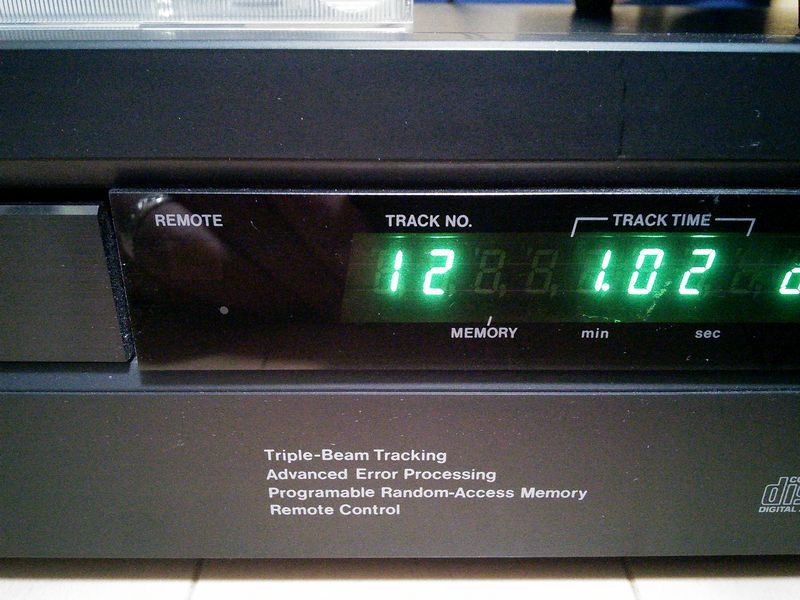 REMOTE TRACK NO. TRACK TIME
12 1.02
MEMORY min sec
Triple-Beam Tracking
Advanced Error Processing
Programable Random-Access Memory
Remote Control
DIGITAL